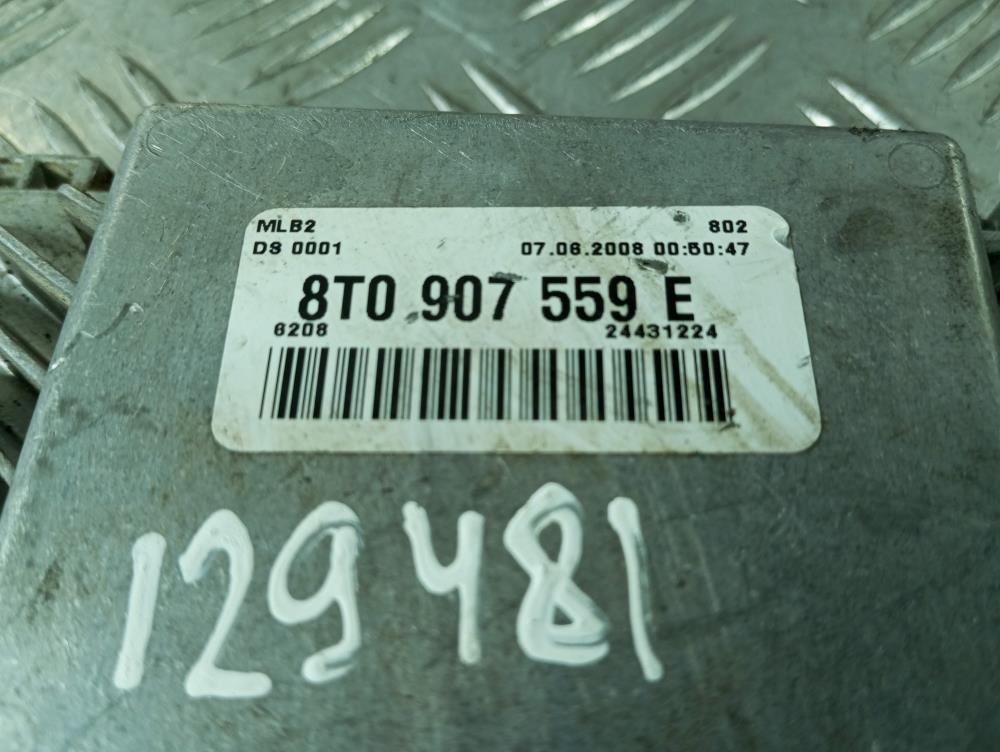 MLB2 802
DS 0001 07.06.2008 00:50:47
8T0 907 559 E
6208 24431224
129481